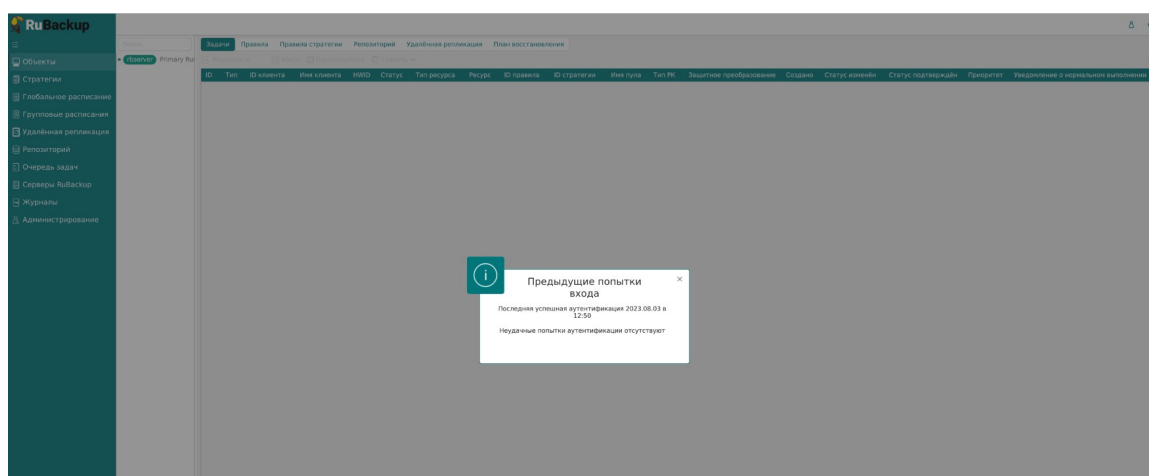 RuBackup
Объекты
Стратегии
Глобальное расписание
Групповые расписания
Удалённая репликация
Репозиторий
Очередь задач
Серверы RuBackup
Журналы
Администрирование
rbserver Primary Ru
Задачи Правила Правила стратегии Репозиторий Удалённая репликация План восстановления
ID Тип ID клиента Имя клиента HWID Статус Тип ресурса Ресурс ID правила ID стратегии Имя пула Тип РК Защитное преобразование Создано Статус изменён Статус подтверждён Приоритет Уведомление о нормальном выполнении
Предыдущие попытки
входа
Последняя успешная аутентификация 2023.08.03 в
12:50
Неудачные попытки аутентификации отсутствуют